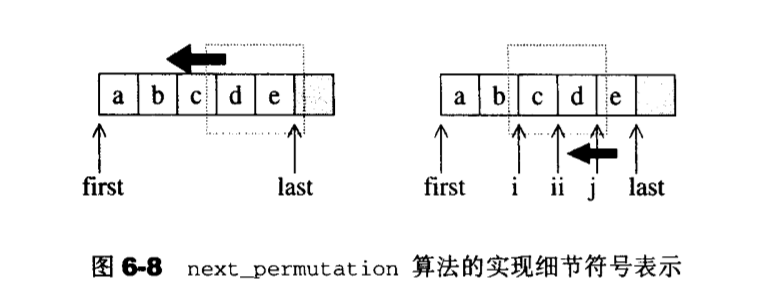 a b c d e
a b c d e
first last
first i ii j last
图 6-8 next_permutation 算法的实现细节符号表示